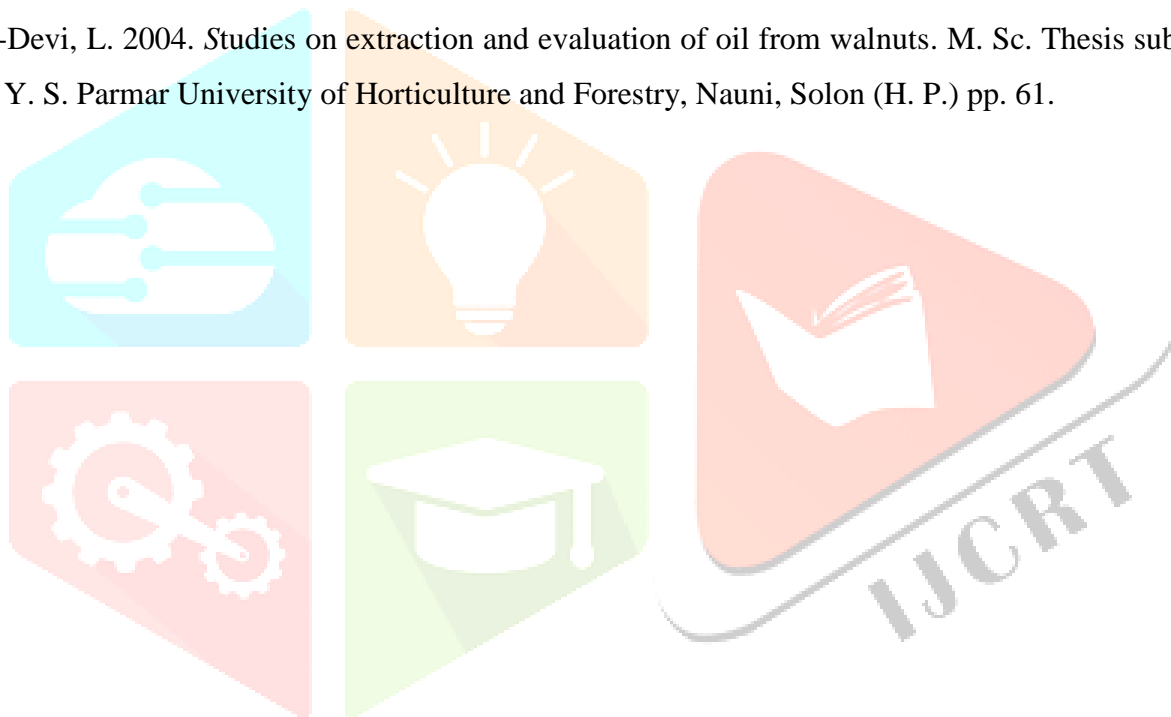 -Devi, L. 2004. Studies on extraction and evaluation of oil from walnuts. M. Sc. Thesis sub
Y. S. Parmar University of Horticulture and Forestry, Nauni, Solon (H. P.) pp. 61.
IJCRT